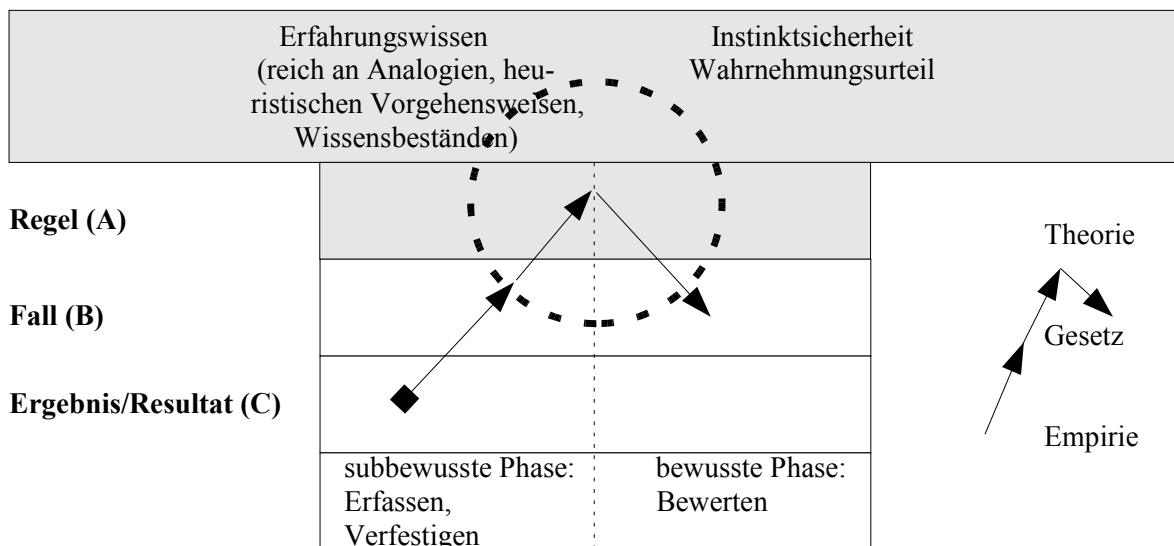 Erfahrungswissen
(reich an Analogien, heu-
ristischen Vorgehensweisen,
Wissensbeständen)
Instinktsicherheit
Wahrnehmungsurteil
Regel (A)
Fall (B)
Ergebnis/Resultat (C)
Theorie
Gesetz
Empirie
subbewusste Phase:
Erfassen,
Verfestigen
bewusste Phase:
Bewerten